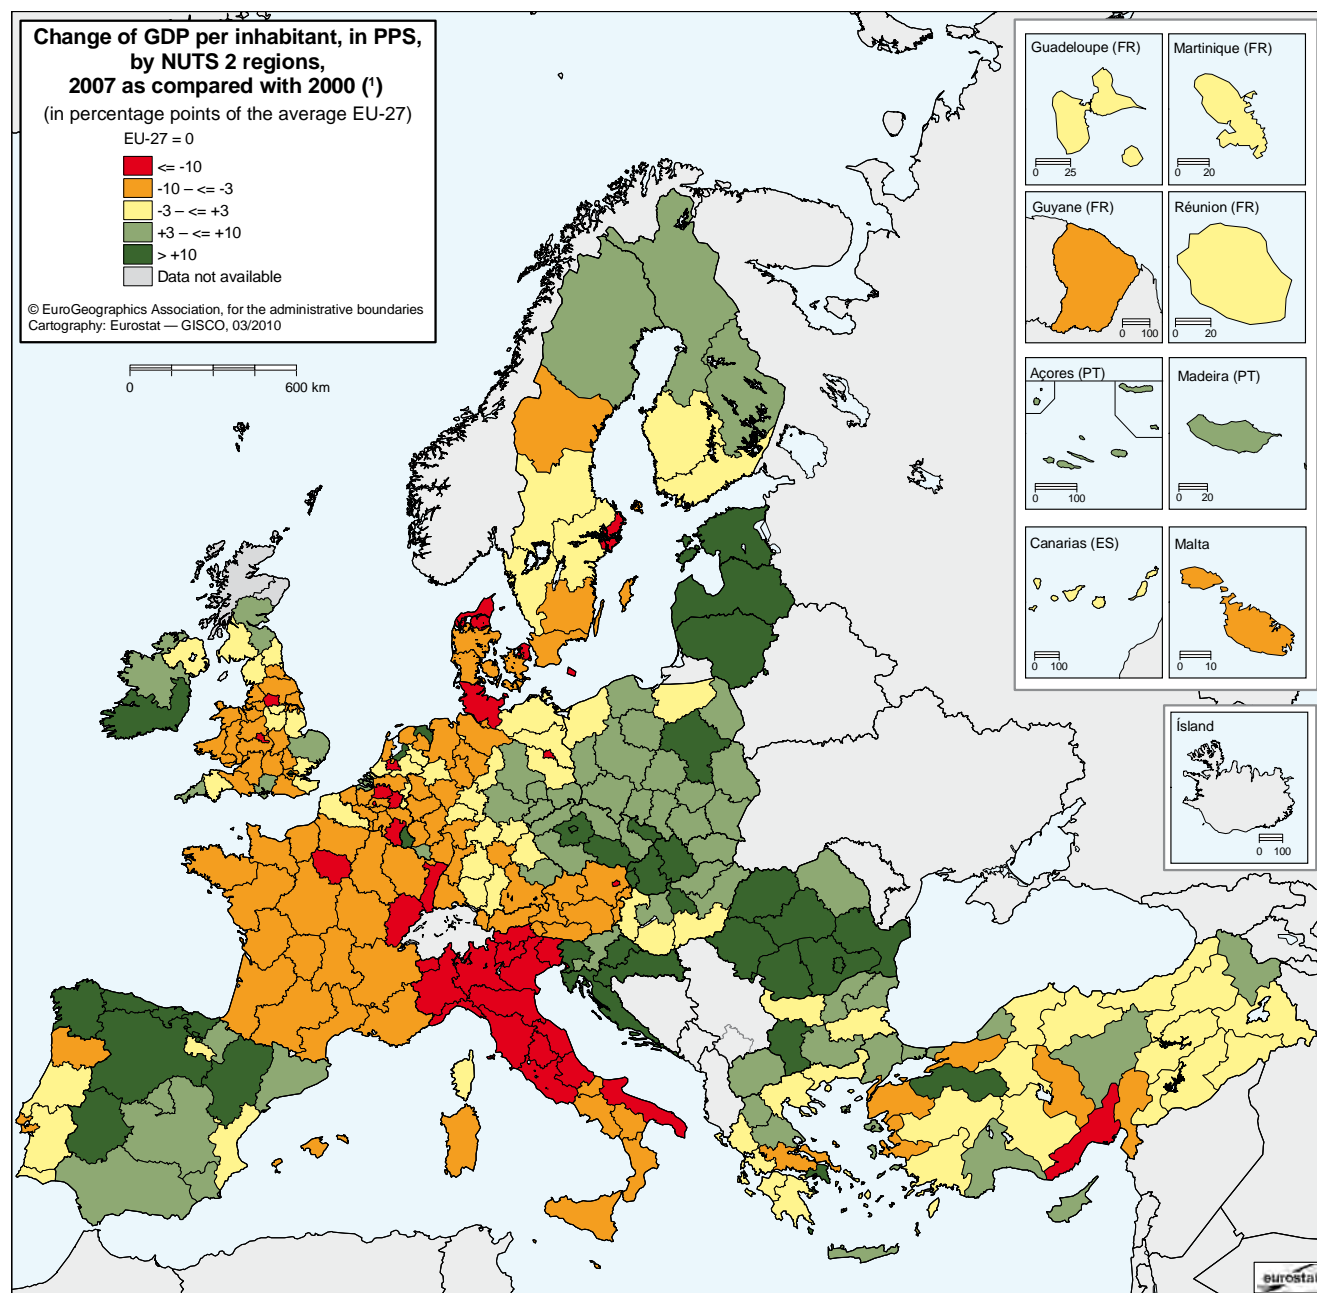 Change of GDP per inhabitant, in PPS,
by NUTS 2 regions,
2007 as compared with 2000 (¹)
(in percentage points of the average EU-27)
EU-27 = 0
<= -10
-10 – <= -3
-3 – <= +3
+3 – <= +10
> +10
Data not available
© EuroGeographics Association, for the administrative boundaries
Cartography: Eurostat — GISCO, 03/2010
0 600 km
Guadeloupe (FR)
0 25
Martinique (FR)
0 20
Guyane (FR)
0 100
Réunion (FR)
0 20
Açores (PT)
0 100
Madeira (PT)
0 20
Canarias (ES)
0 100
Malta
0 10
Ísland
0 100
eurostat